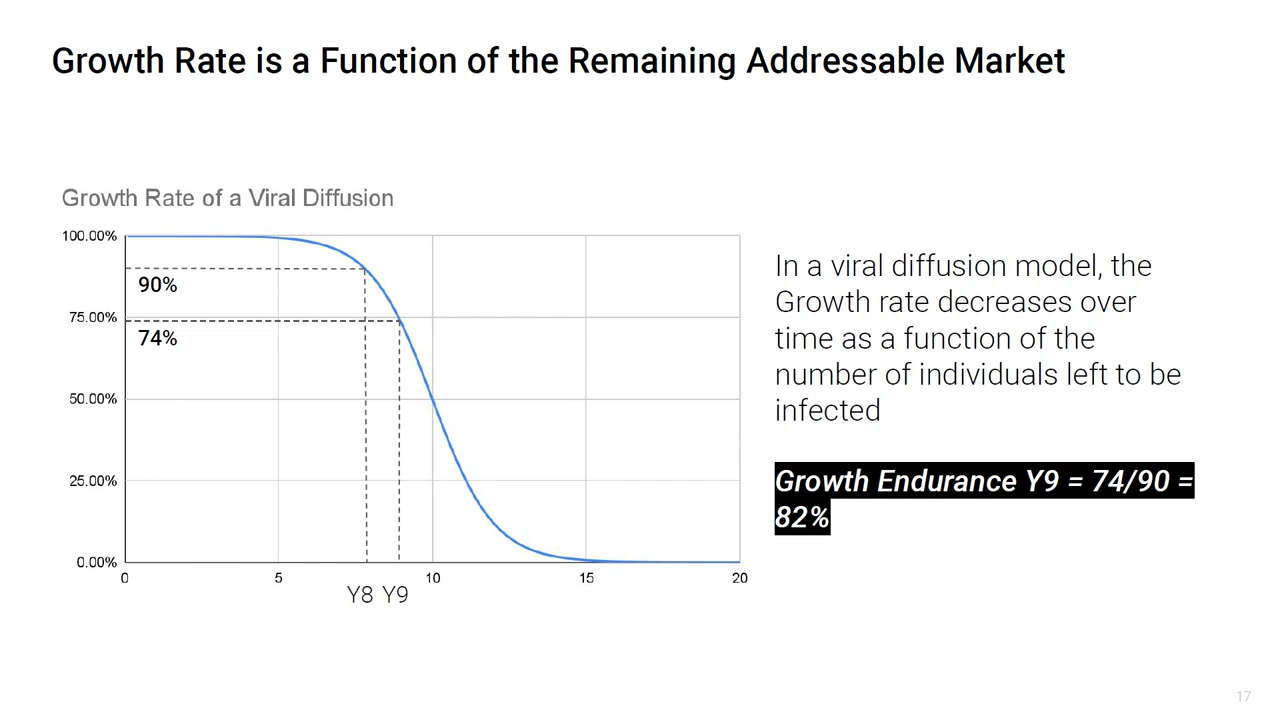 Growth Rate is a Function of the Remaining Addressable Market
Growth Rate of a Viral Diffusion
100.00%
90%
75.00%
74%
50.00%
25.00%
0.00%
0
5
10
15
20
Y8 Y9
In a viral diffusion model, the
Growth rate decreases over
time as a function of the
number of individuals left to be
infected
Growth Endurance Y9 = 74/90 =
82%
17